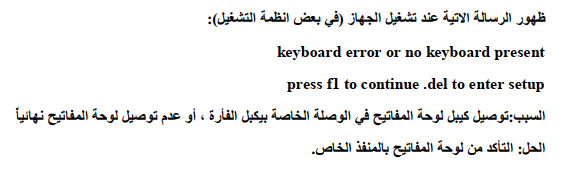 ظهور الرسالة الاتية عند تشغيل الجهاز (في بعض انظمة التشغيل):
keyboard error or no keyboard present
press f1 to continue .del to enter setup
السبب:توصيل كيبل لوحة المفاتيح في الوصلة الخاصة بيكبل الفأرة ، أو عدم توصيل لوحة المفاتيح نهائياً
الحل: التأكد من لوحة المفاتيح بالمنفذ الخاص.